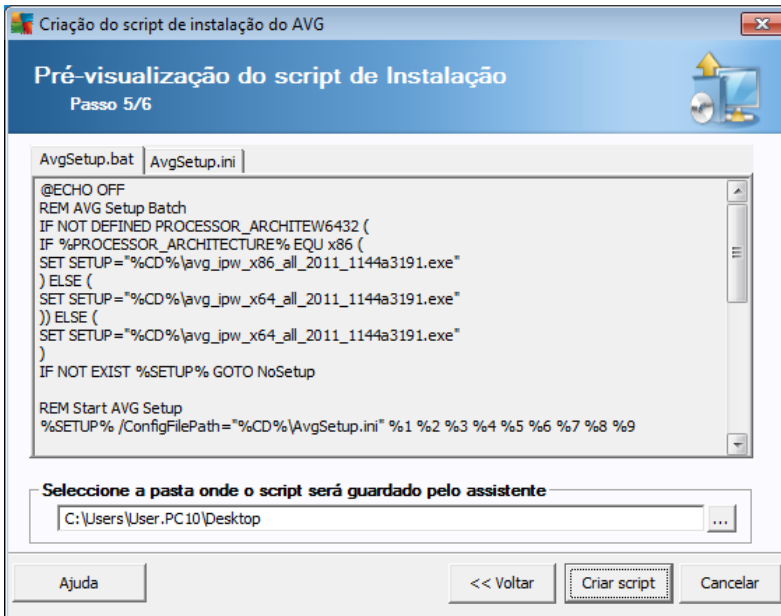 Criação do script de instalação do AVG
Pré-visualização do script de Instalação
Passo 5/6
AvgSetup.bat
AvgSetup.ini
@ECHO OFF
REM AVG Setup Batch
IF NOT DEFINED PROCESSOR_ARCHITEW6432 (
IF %PROCESSOR_ARCHITECTURE% EQU x86 (
SET SETUP="%CD%\avg_ipw_x86_all_2011_1144a3191.exe"
) ELSE (
SET SETUP="%CD%\avg_ipw_x64_all_2011_1144a3191.exe"
)) ELSE (
SET SETUP="%CD%\avg_ipw_x64_all_2011_1144a3191.exe"
)
IF NOT EXIST %SETUP% GOTO NoSetup
REM Start AVG Setup
%SETUP% /ConfigFilePath="%CD%\AvgSetup.ini" %1 %2 %3 %4 %5 %6 %7 %8 %9
Seleccione a pasta onde o script será guardado pelo assistente
C:\Users\User.PC10\Desktop
...
Ajuda
<< Voltar
Criar script
Cancelar